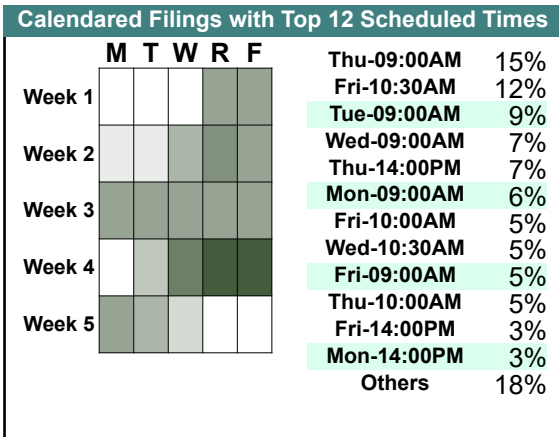 Calendared Filings with Top 12 Scheduled Times
M T W R F
Week 1
Week 2
Week 3
Week 4
Week 5
Thu-09:00AM 15%
Fri-10:30AM 12%
Tue-09:00AM 9%
Wed-09:00AM 7%
Thu-14:00PM 7%
Mon-09:00AM 6%
Fri-10:00AM 5%
Wed-10:30AM 5%
Fri-09:00AM 5%
Thu-10:00AM 5%
Fri-14:00PM 3%
Mon-14:00PM 3%
Others 18%